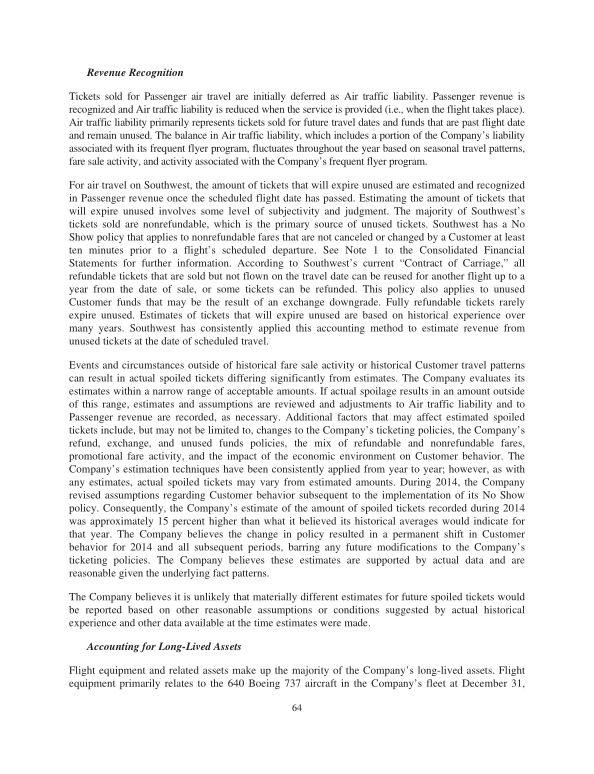 Revenue Recognition
Tickets sold for Passenger air travel are initially deferred as Air traffic liability. Passenger revenue is
recognized and Air traffic liability is reduced when the service is provided (i.e., when the flight takes place).
Air traffic liability primarily represents tickets sold for future travel dates and funds that are past flight date
and remain unused. The balance in Air traffic liability, which includes a portion of the Company's liability
associated with its frequent flyer program, fluctuates throughout the year based on seasonal travel patterns,
fare sale activity, and activity associated with the Company's frequent flyer program.
For air travel on Southwest, the amount of tickets that will expire unused are estimated and recognized
in Passenger revenue once the scheduled flight date has passed. Estimating the amount of tickets that
will expire unused involves some level of subjectivity and judgment. The majority of Southwest's
tickets sold are nonrefundable, which is the primary source of unused tickets. Southwest has a No
Show policy that applies to nonrefundable fares that are not canceled or changed by a Customer at least
ten minutes prior to a flight's scheduled departure. See Note 1 to the Consolidated Financial
Statements for further information. According to Southwest's current "Contract of Carriage," all
refundable tickets that are sold but not flown on the travel date can be reused for another flight up to a
year from the date of sale, or some tickets can be refunded. This policy also applies to unused
Customer funds that may be the result of an exchange downgrade. Fully refundable tickets rarely
expire unused. Estimates of tickets that will expire unused are based on historical experience over
many years. Southwest has consistently applied this accounting method to estimate revenue from
unused tickets at the date of scheduled travel.
Events and circumstances outside of historical fare sale activity or historical Customer travel patterns
can result in actual spoiled tickets differing significantly from estimates. The Company evaluates its
estimates within a narrow range of acceptable amounts. If actual spoilage results in an amount outside
of this range, estimates and assumptions are reviewed and adjustments to Air traffic liability and to
Passenger revenue are recorded, as necessary. Additional factors that may affect estimated spoiled
tickets include, but may not be limited to, changes to the Company's ticketing policies, the Company's
refund, exchange, and unused funds policies, the mix of refundable and nonrefundable fares,
promotional fare activity, and the impact of the economic environment on Customer behavior. The
Company's estimation techniques have been consistently applied from year to year; however, as with
any estimates, actual spoiled tickets may vary from estimated amounts. During 2014, the Company
revised assumptions regarding Customer behavior subsequent to the implementation of its No Show
policy. Consequently, the Company's estimate of the amount of spoiled tickets recorded during 2014
was approximately 15 percent higher than what it believed its historical averages would indicate for
that year. The Company believes the change in policy resulted in a permanent shift in Customer
behavior for 2014 and all subsequent periods, barring any future modifications to the Company's
ticketing policies. The Company believes these estimates are supported by actual data and are
reasonable given the underlying fact patterns.
The Company believes it is unlikely that materially different estimates for future spoiled tickets would
be reported based on other reasonable assumptions or conditions suggested by actual historical
experience and other data available at the time estimates were made.
Accounting for Long-Lived Assets
Flight equipment and related assets make up the majority of the Company's long-lived assets. Flight
equipment primarily relates to the 640 Boeing 737 aircraft in the Company's fleet at December 31,
64